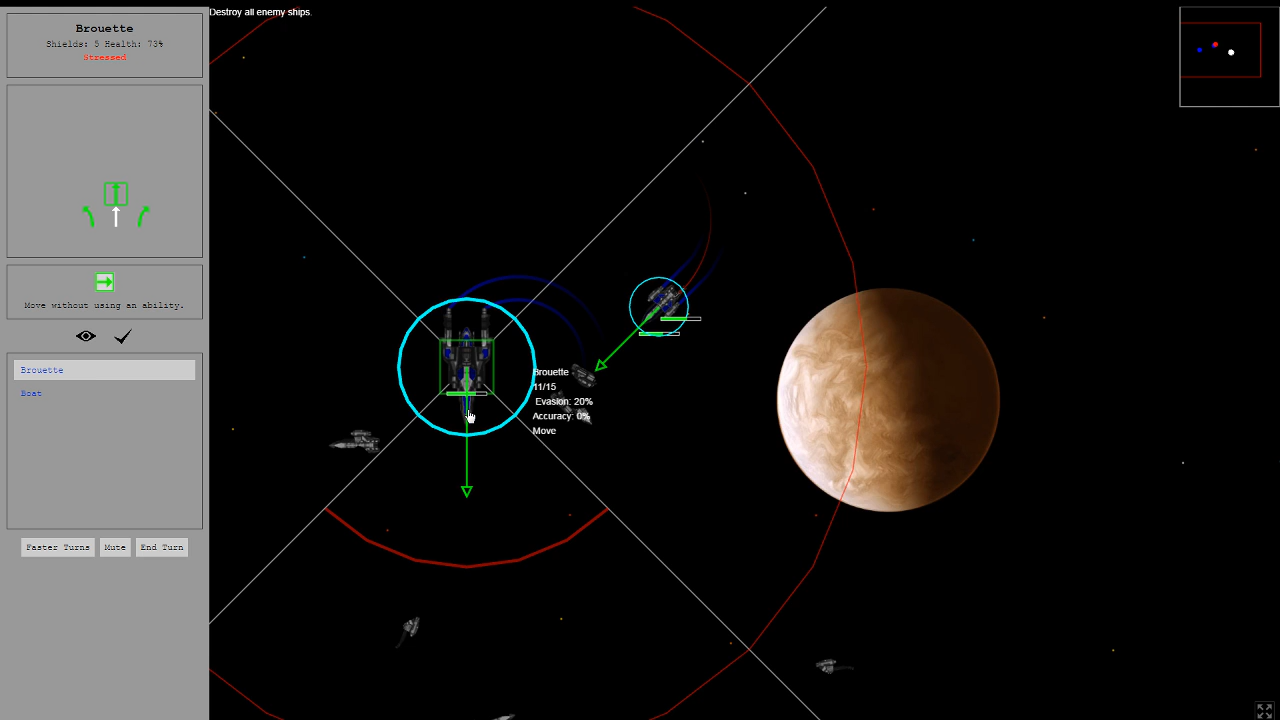 Brouette
Shields: 5 Health: 73%
Stressed
Move without using an ability.
Brouette
Boat
Faster Turns
Mute
End Turn
Destroy all enemy ships.
Brouette
11/15
Evasion: 20%
Accuracy: 0%
Move